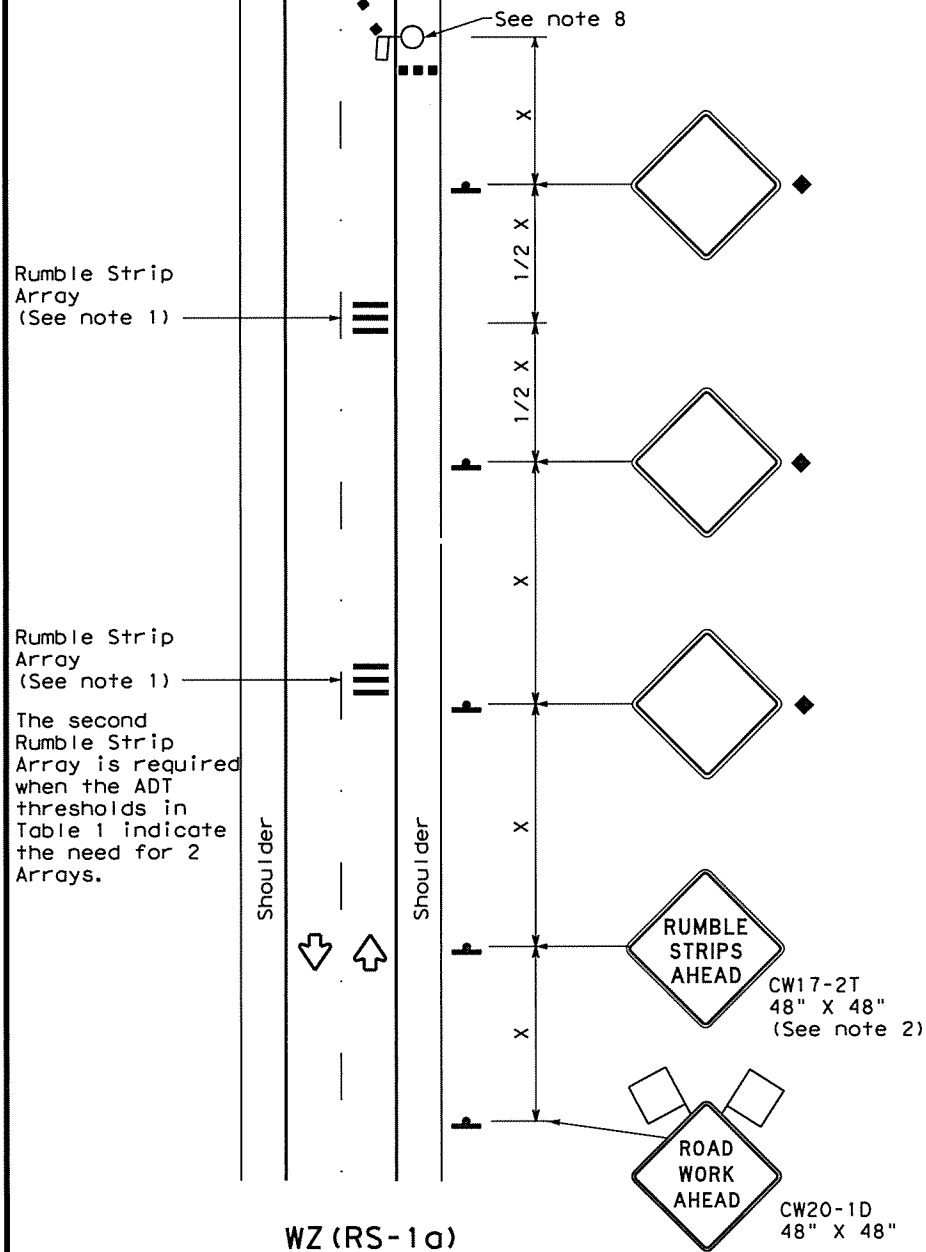 See note 8
X
1/2 X
Rumble Strip
Array
(See note 1)
1/2 X
X
Rumble Strip
Array
(See note 1)
The second
Rumble Strip
Array is required
when the ADT
thresholds in
Table 1 indicate
the need for 2
Arrays.
X
Shoulder
Shoulder
RUMBLE
STRIPS
AHEAD
CW17-2T
48" X 48"
(See note 2)
X
ROAD
WORK
AHEAD
CW20-1D
48" X 48"
WZ(RS-1a)